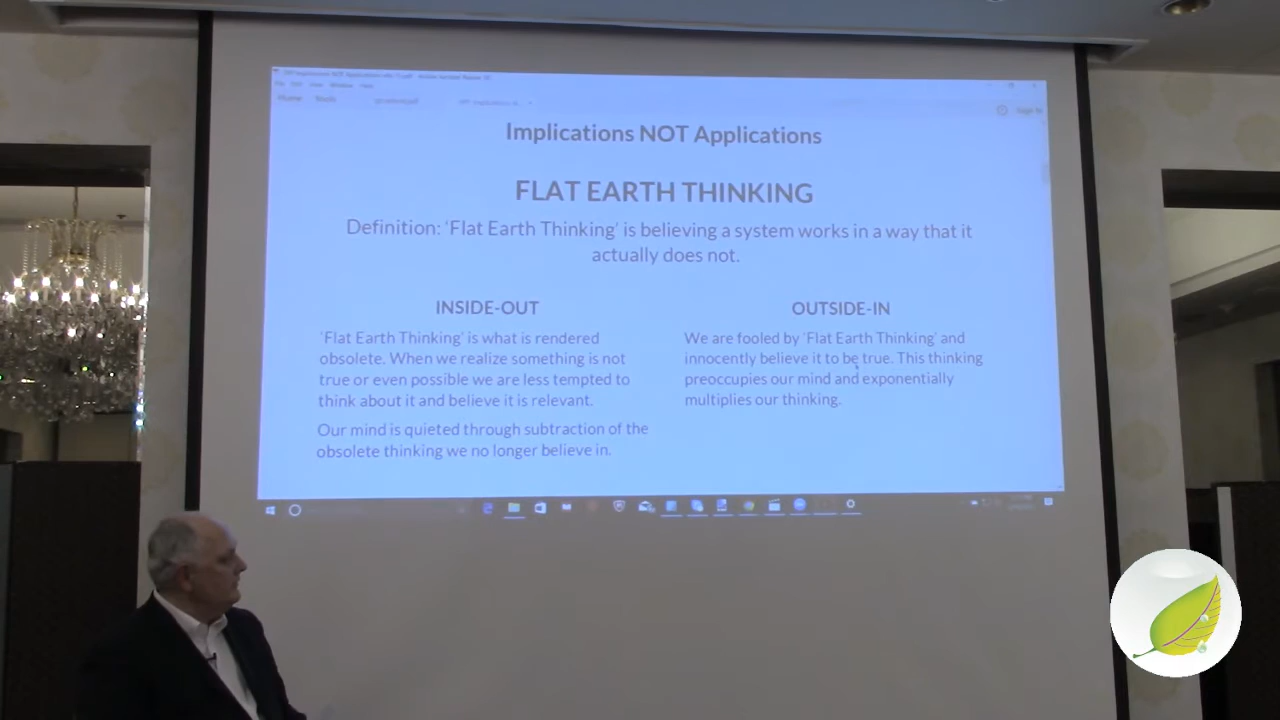 Home
Tools
Sign In
Implications NOT Applications
FLAT EARTH THINKING
Definition: ‘Flat Earth Thinking’ is believing a system works in a way that it
actually does not.
INSIDE-OUT
‘Flat Earth Thinking’ is what is rendered
obsolete. When we realize something is not
true or even possible we are less tempted to
think about it and believe it is relevant.
Our mind is quieted through subtraction of the
obsolete thinking we no longer believe in.
OUTSIDE-IN
We are fooled by ‘Flat Earth Thinking’ and
innocently believe it to be true. This thinking
preoccupies our mind and exponentially
multiplies our thinking.